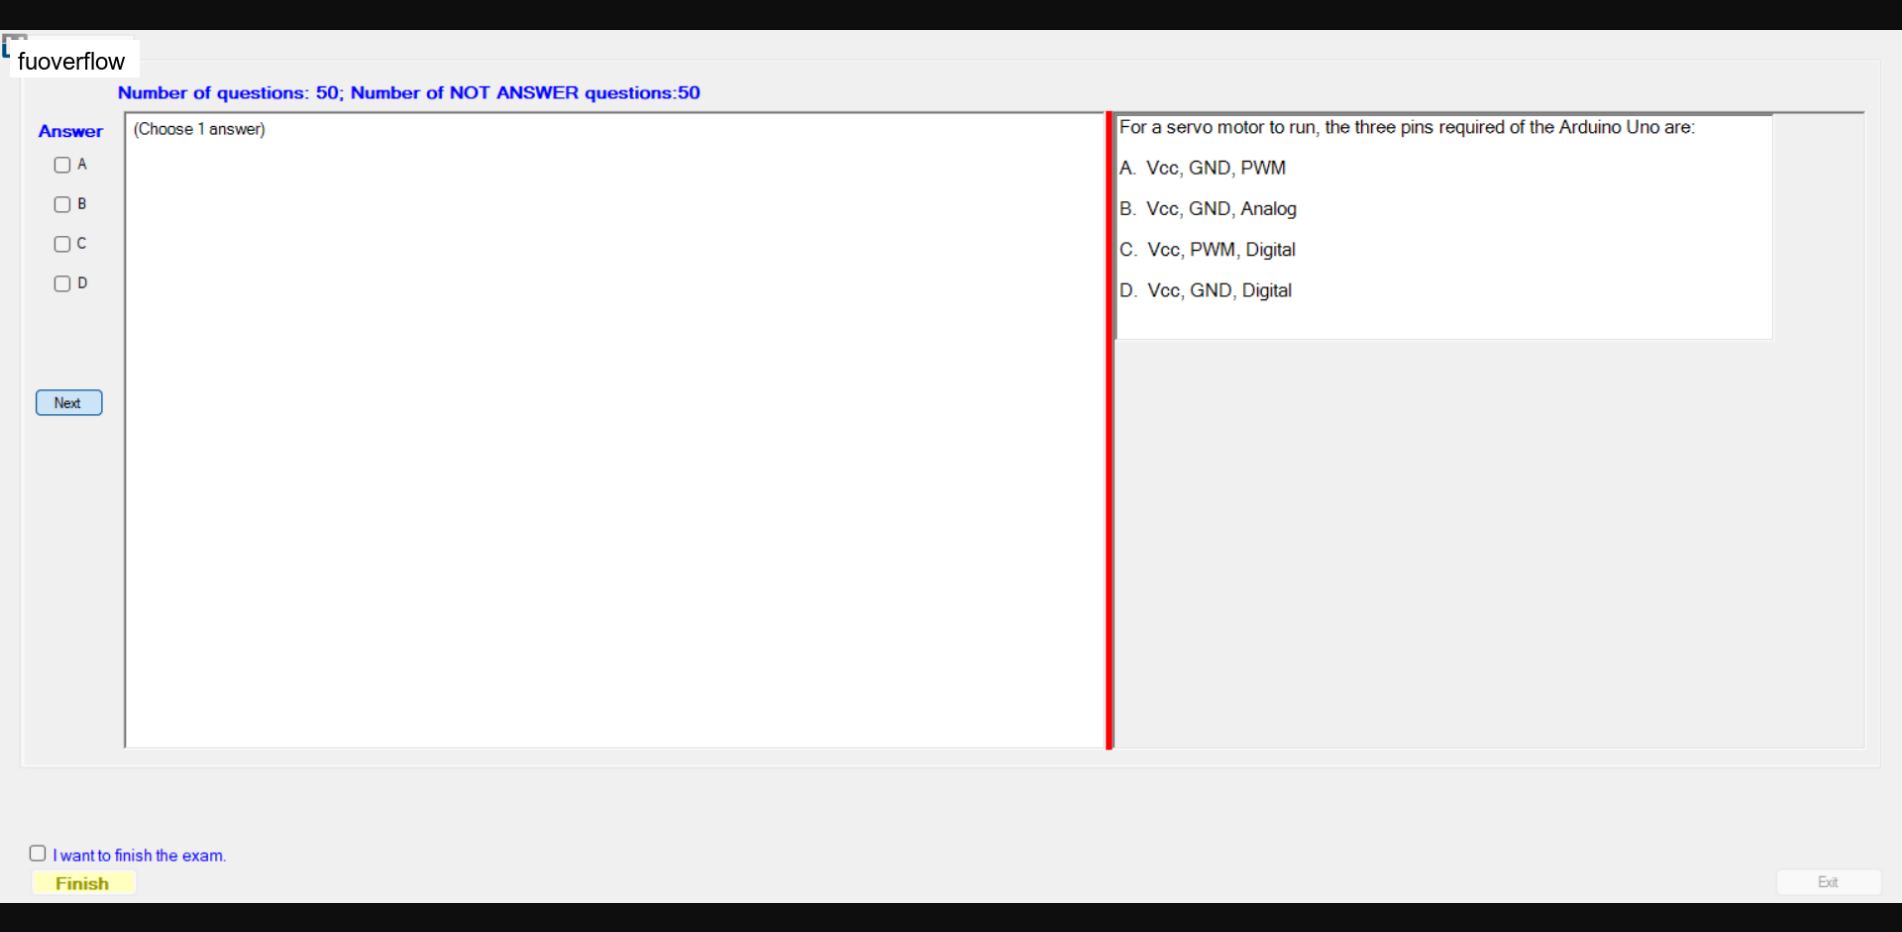 fuoverflow
Number of questions: 50; Number of NOT ANSWER questions:50
Answer
(Choose 1 answer)
A
B
C
D
Next
For a servo motor to run, the three pins required of the Arduino Uno are:
A. Vcc, GND, PWM
B. Vcc, GND, Analog
C. Vcc, PWM, Digital
D. Vcc, GND, Digital
I want to finish the exam.
Finish
Exit